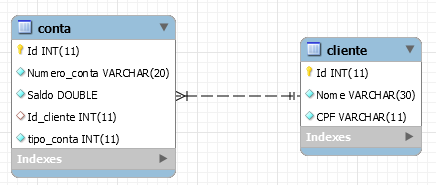 conta
Id INT(11)
Numero_conta VARCHAR(20)
Saldo DOUBLE
Id_cliente INT(11)
tipo_conta INT(11)
Indexes
cliente
Id INT(11)
Nome VARCHAR(30)
CPF VARCHAR(11)
Indexes